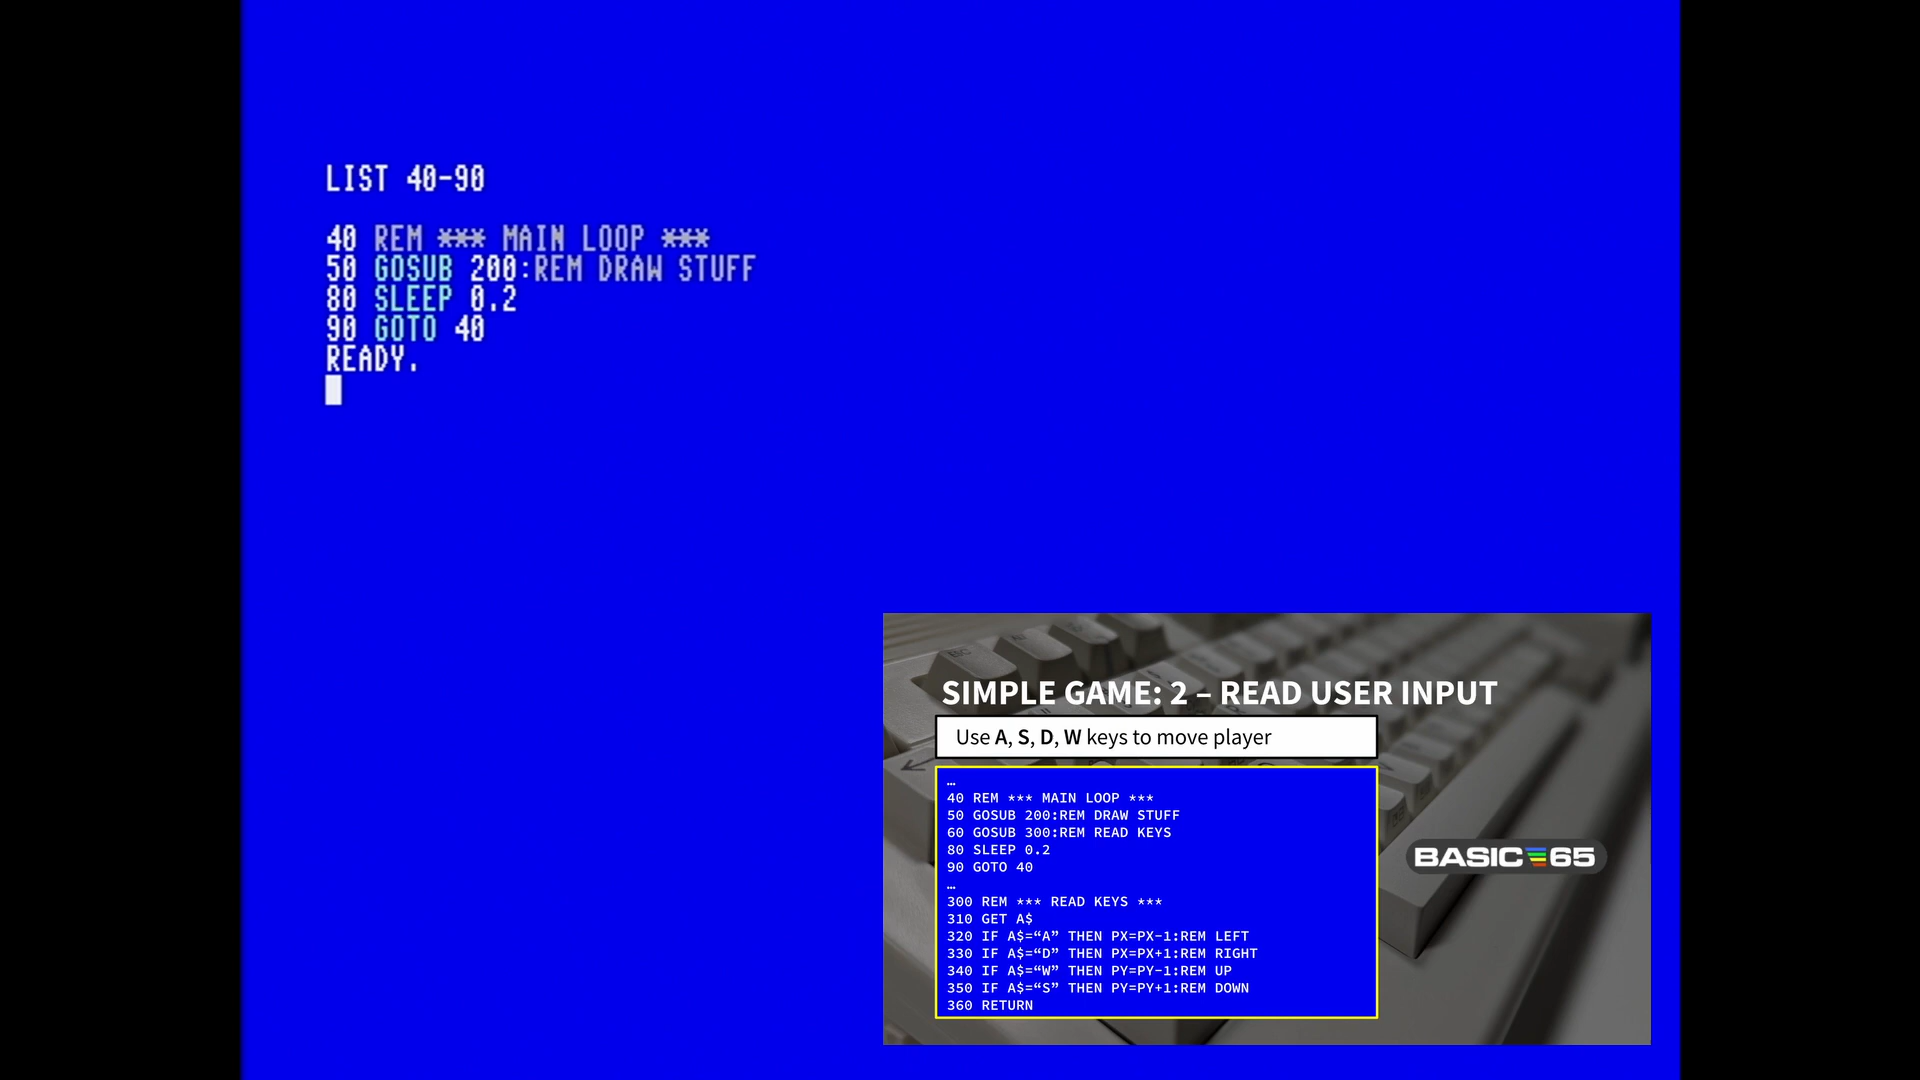 LIST 40-90
40 REM *** MAIN LOOP ***
50 GOSUB 200:REM DRAW STUFF
80 SLEEP 0.2
90 GOTO 40
READY.
SIMPLE GAME: 2 – READ USER INPUT
Use A, S, D, W keys to move player
…
40 REM *** MAIN LOOP ***
50 GOSUB 200:REM DRAW STUFF
60 GOSUB 300:REM READ KEYS
80 SLEEP 0.2
90 GOTO 40
…
300 REM *** READ KEYS ***
310 GET A$
320 IF A$=“A” THEN PX=PX-1:REM LEFT
330 IF A$=“D” THEN PX=PX+1:REM RIGHT
340 IF A$=“W” THEN PY=PY-1:REM UP
350 IF A$=“S” THEN PY=PY+1:REM DOWN
360 RETURN
BASIC 65